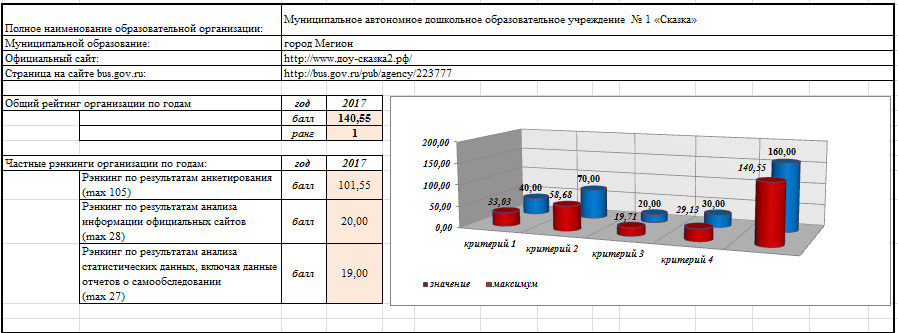 Полное наименование образовательной организации:
Муниципальное автономное дошкольное образовательное учреждение № 1 «Сказка»
Муниципальной образование: город Мегион
Официальный сайт: http://www.доу-сказка2.рф/
Страница на сайте bus.gov.ru: http://bus.gov.ru/pub/agency/223777
Общий рейтинг организации по годам год 2017
балл 140,55
ранг 1
Частные рэнкинги организации по годам: год 2017
Рэнкинг по результатам анкетирования
(max 105)
балл 101,55
Рэнкинг по результатам анализа
информации официальных сайтов
(max 28)
балл 20,00
Рэнкинг по результатам анализа
статистических данных, включая данные
отчетов о самообследовании
(max 27)
балл 19,00
200,00
150,00
100,00
50,00
0,00
33,03
40,00
58,68
70,00
19,71
20,00
29,13
30,00
140,55
160,00
критерий 1
критерий 2
критерий 3
критерий 4
значение
максимум